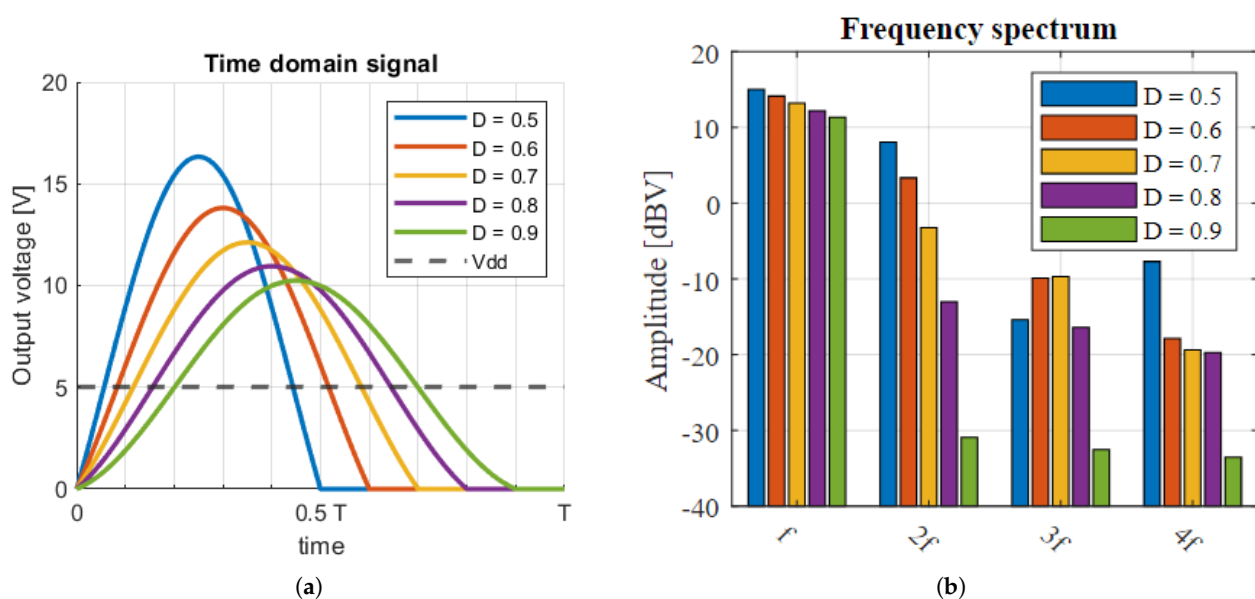 Time domain signal
Output voltage [V]
20
15
10
5
0
0
0.5 T
T
time
D = 0.5
D = 0.6
D = 0.7
D = 0.8
D = 0.9
Vdd
(a)
Frequency spectrum
Amplitude [dBV]
20
10
0
-10
-20
-30
-40
f
2f
3f
4f
D = 0.5
D = 0.6
D = 0.7
D = 0.8
D = 0.9
(b)